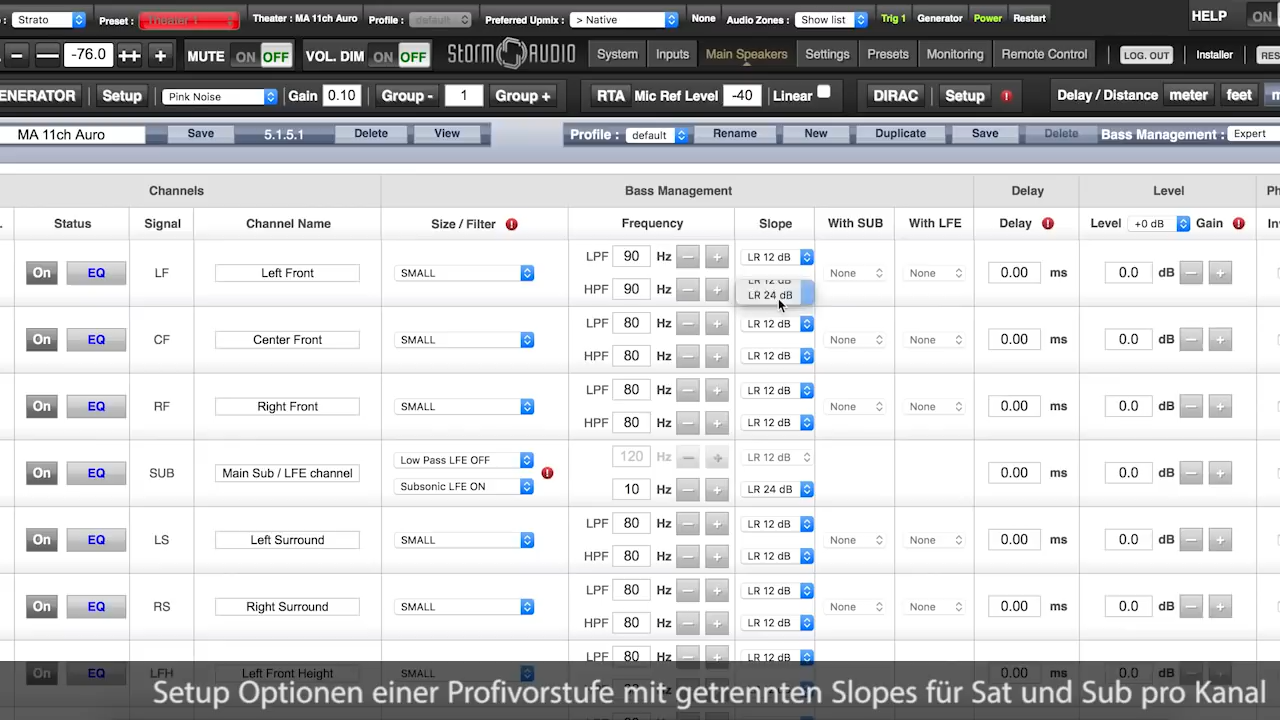 Strato Preset : Theater 1 Theater : MA 11ch Auro Profile : default Preferred Upmix : > Native None Audio Zones : Show list Trig 1 Generator Power Restart HELP ON
-76.0 MUTE ON OFF VOL. DIM ON OFF STORMAUDIO System Inputs Main Speakers Settings Presets Monitoring Remote Control LOG. OUT Installer RES
ENERATOR Setup Pink Noise Gain 0.10 Group - 1 Group + RTA Mic Ref Level -40 Linear DIRAC Setup Delay / Distance meter feet m
MA 11ch Auro Save 5.1.5.1 Delete View Profile : default Rename New Duplicate Save Delete Bass Management : Expert
Channels Bass Management Delay Level Ph
Status Signal Channel Name Size / Filter Frequency Slope With SUB With LFE Delay Level +0 dB Gain Inv
LPF 90 Hz LR 12 dB
On EQ LF Left Front SMALL None None 0.00 ms 0.0 dB
LR 12 dB
HPF 90 Hz LR 24 dB
LPF 80 Hz LR 12 dB
On EQ CF Center Front SMALL None None 0.00 ms 0.0 dB
HPF 80 Hz LR 12 dB
LPF 80 Hz LR 12 dB
On EQ RF Right Front SMALL None None 0.00 ms 0.0 dB
HPF 80 Hz LR 12 dB
Low Pass LFE OFF 120 Hz LR 12 dB
On EQ SUB Main Sub / LFE channel 0.00 ms 0.0 dB
Subsonic LFE ON 10 Hz LR 24 dB
LPF 80 Hz LR 12 dB
On EQ LS Left Surround SMALL None None 0.00 ms 0.0 dB
HPF 80 Hz LR 12 dB
LPF 80 Hz LR 12 dB
On EQ RS Right Surround SMALL None None 0.00 ms 0.0 dB
HPF 80 Hz LR 12 dB
LPF 80 Hz LR 12 dB
On EQ LFH Left Front Height SMALL
Setup Optionen einer Profivorstufe mit getrennten Slopes für Sat und Sub pro Kanal